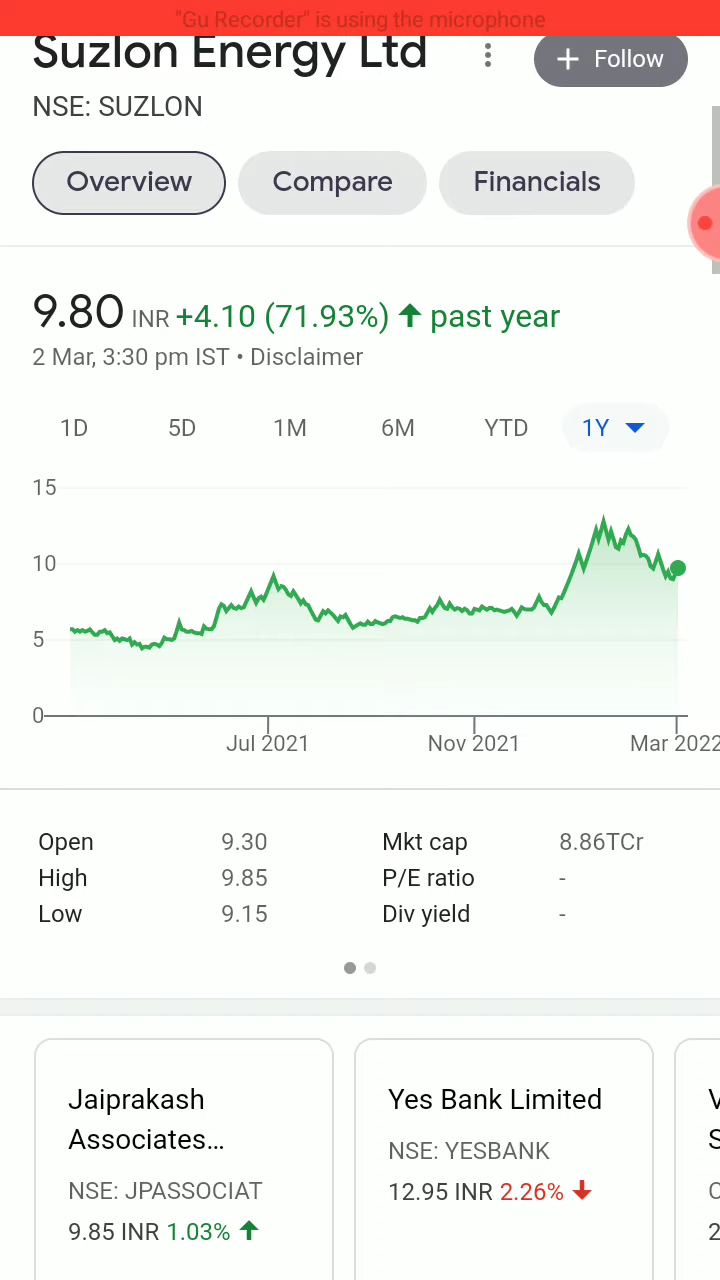 "Gu Recorder" is using the microphone
Suzlon Energy Ltd
+ Follow
NSE: SUZLON
Overview
Compare
Financials
9.80 INR +4.10 (71.93%) ↑ past year
2 Mar, 3:30 pm IST • Disclaimer
1D 5D 1M 6M YTD 1Y
15
10
5
0
Jul 2021 Nov 2021 Mar 2022
Open 9.30 Mkt cap 8.86TCr
High 9.85 P/E ratio -
Low 9.15 Div yield -
Jaiprakash
Associates...
NSE: JPASSOCIAT
9.85 INR 1.03% ↑
Yes Bank Limited
NSE: YESBANK
12.95 INR 2.26% ↓